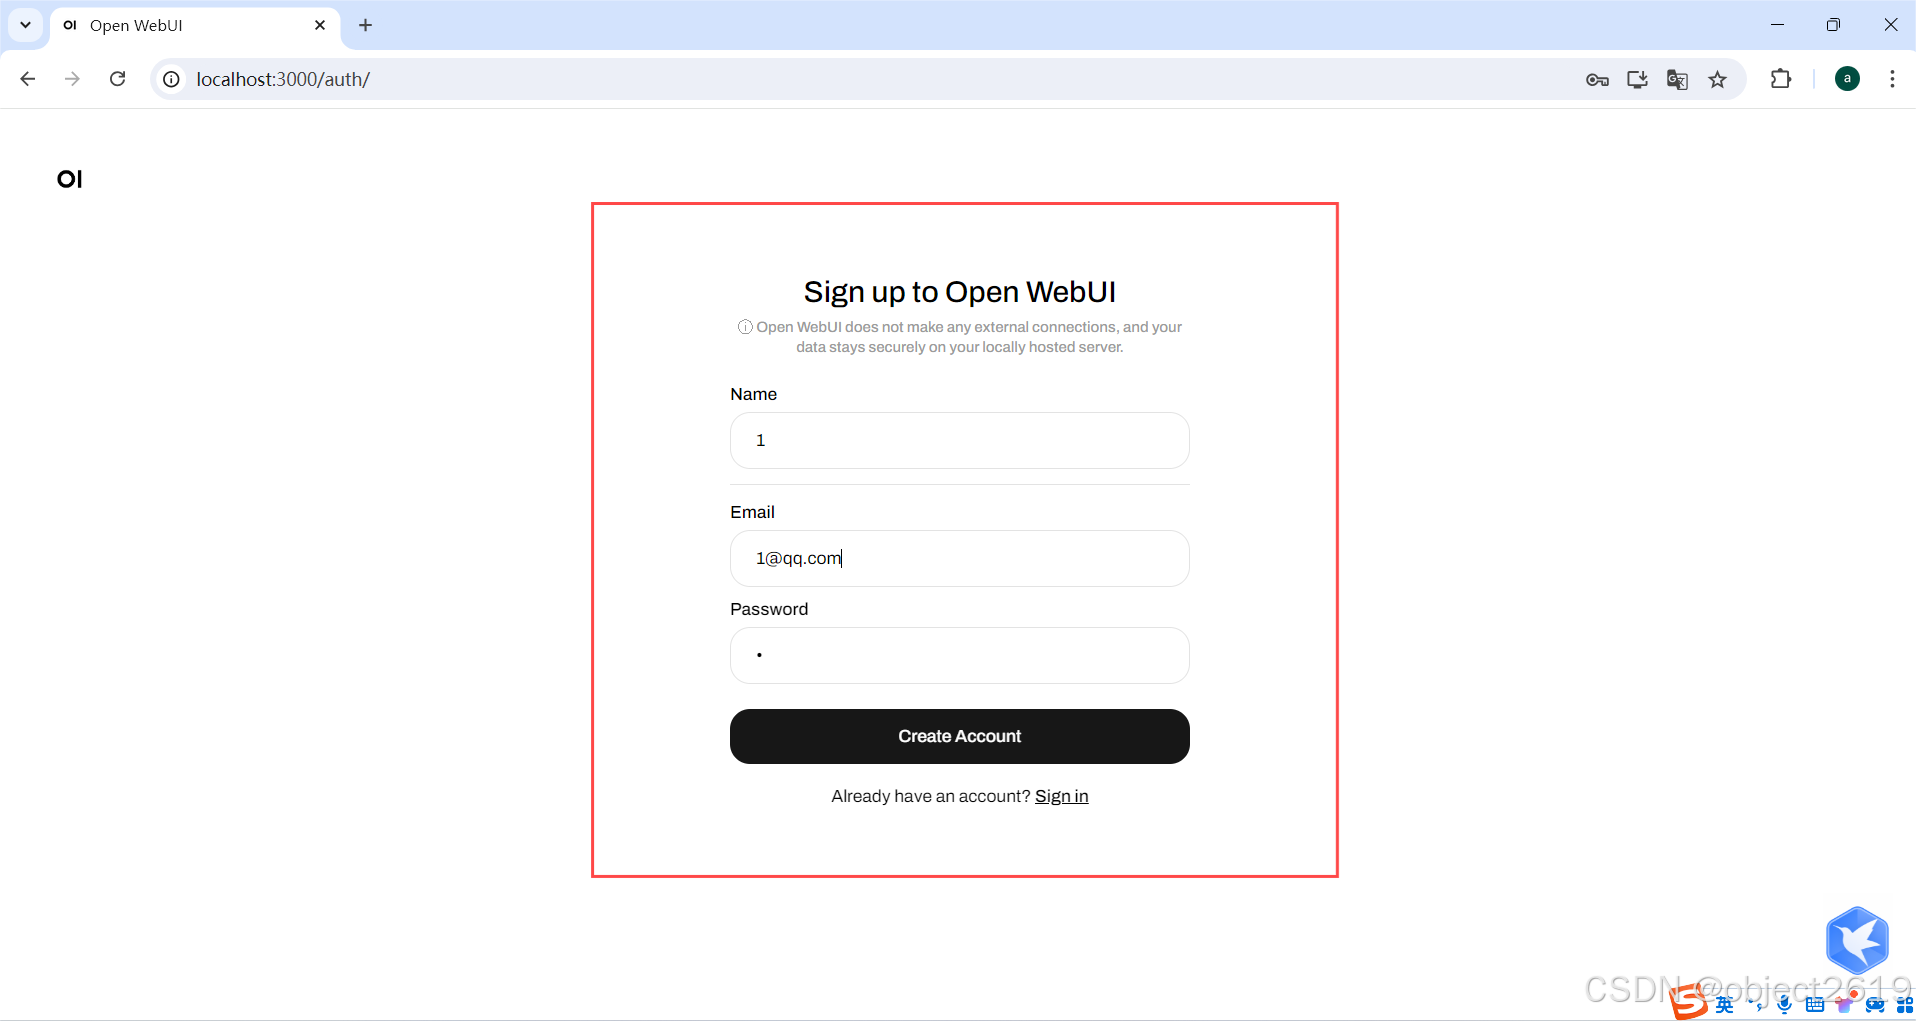 OI Open WebUI
localhost:3000/auth/
a
OI
Sign up to Open WebUI
Open WebUI does not make any external connections, and your
data stays securely on your locally hosted server.
Name
1
Email
1@qq.com
Password
•
Create Account
Already have an account? Sign in
CSDN @object2619
英